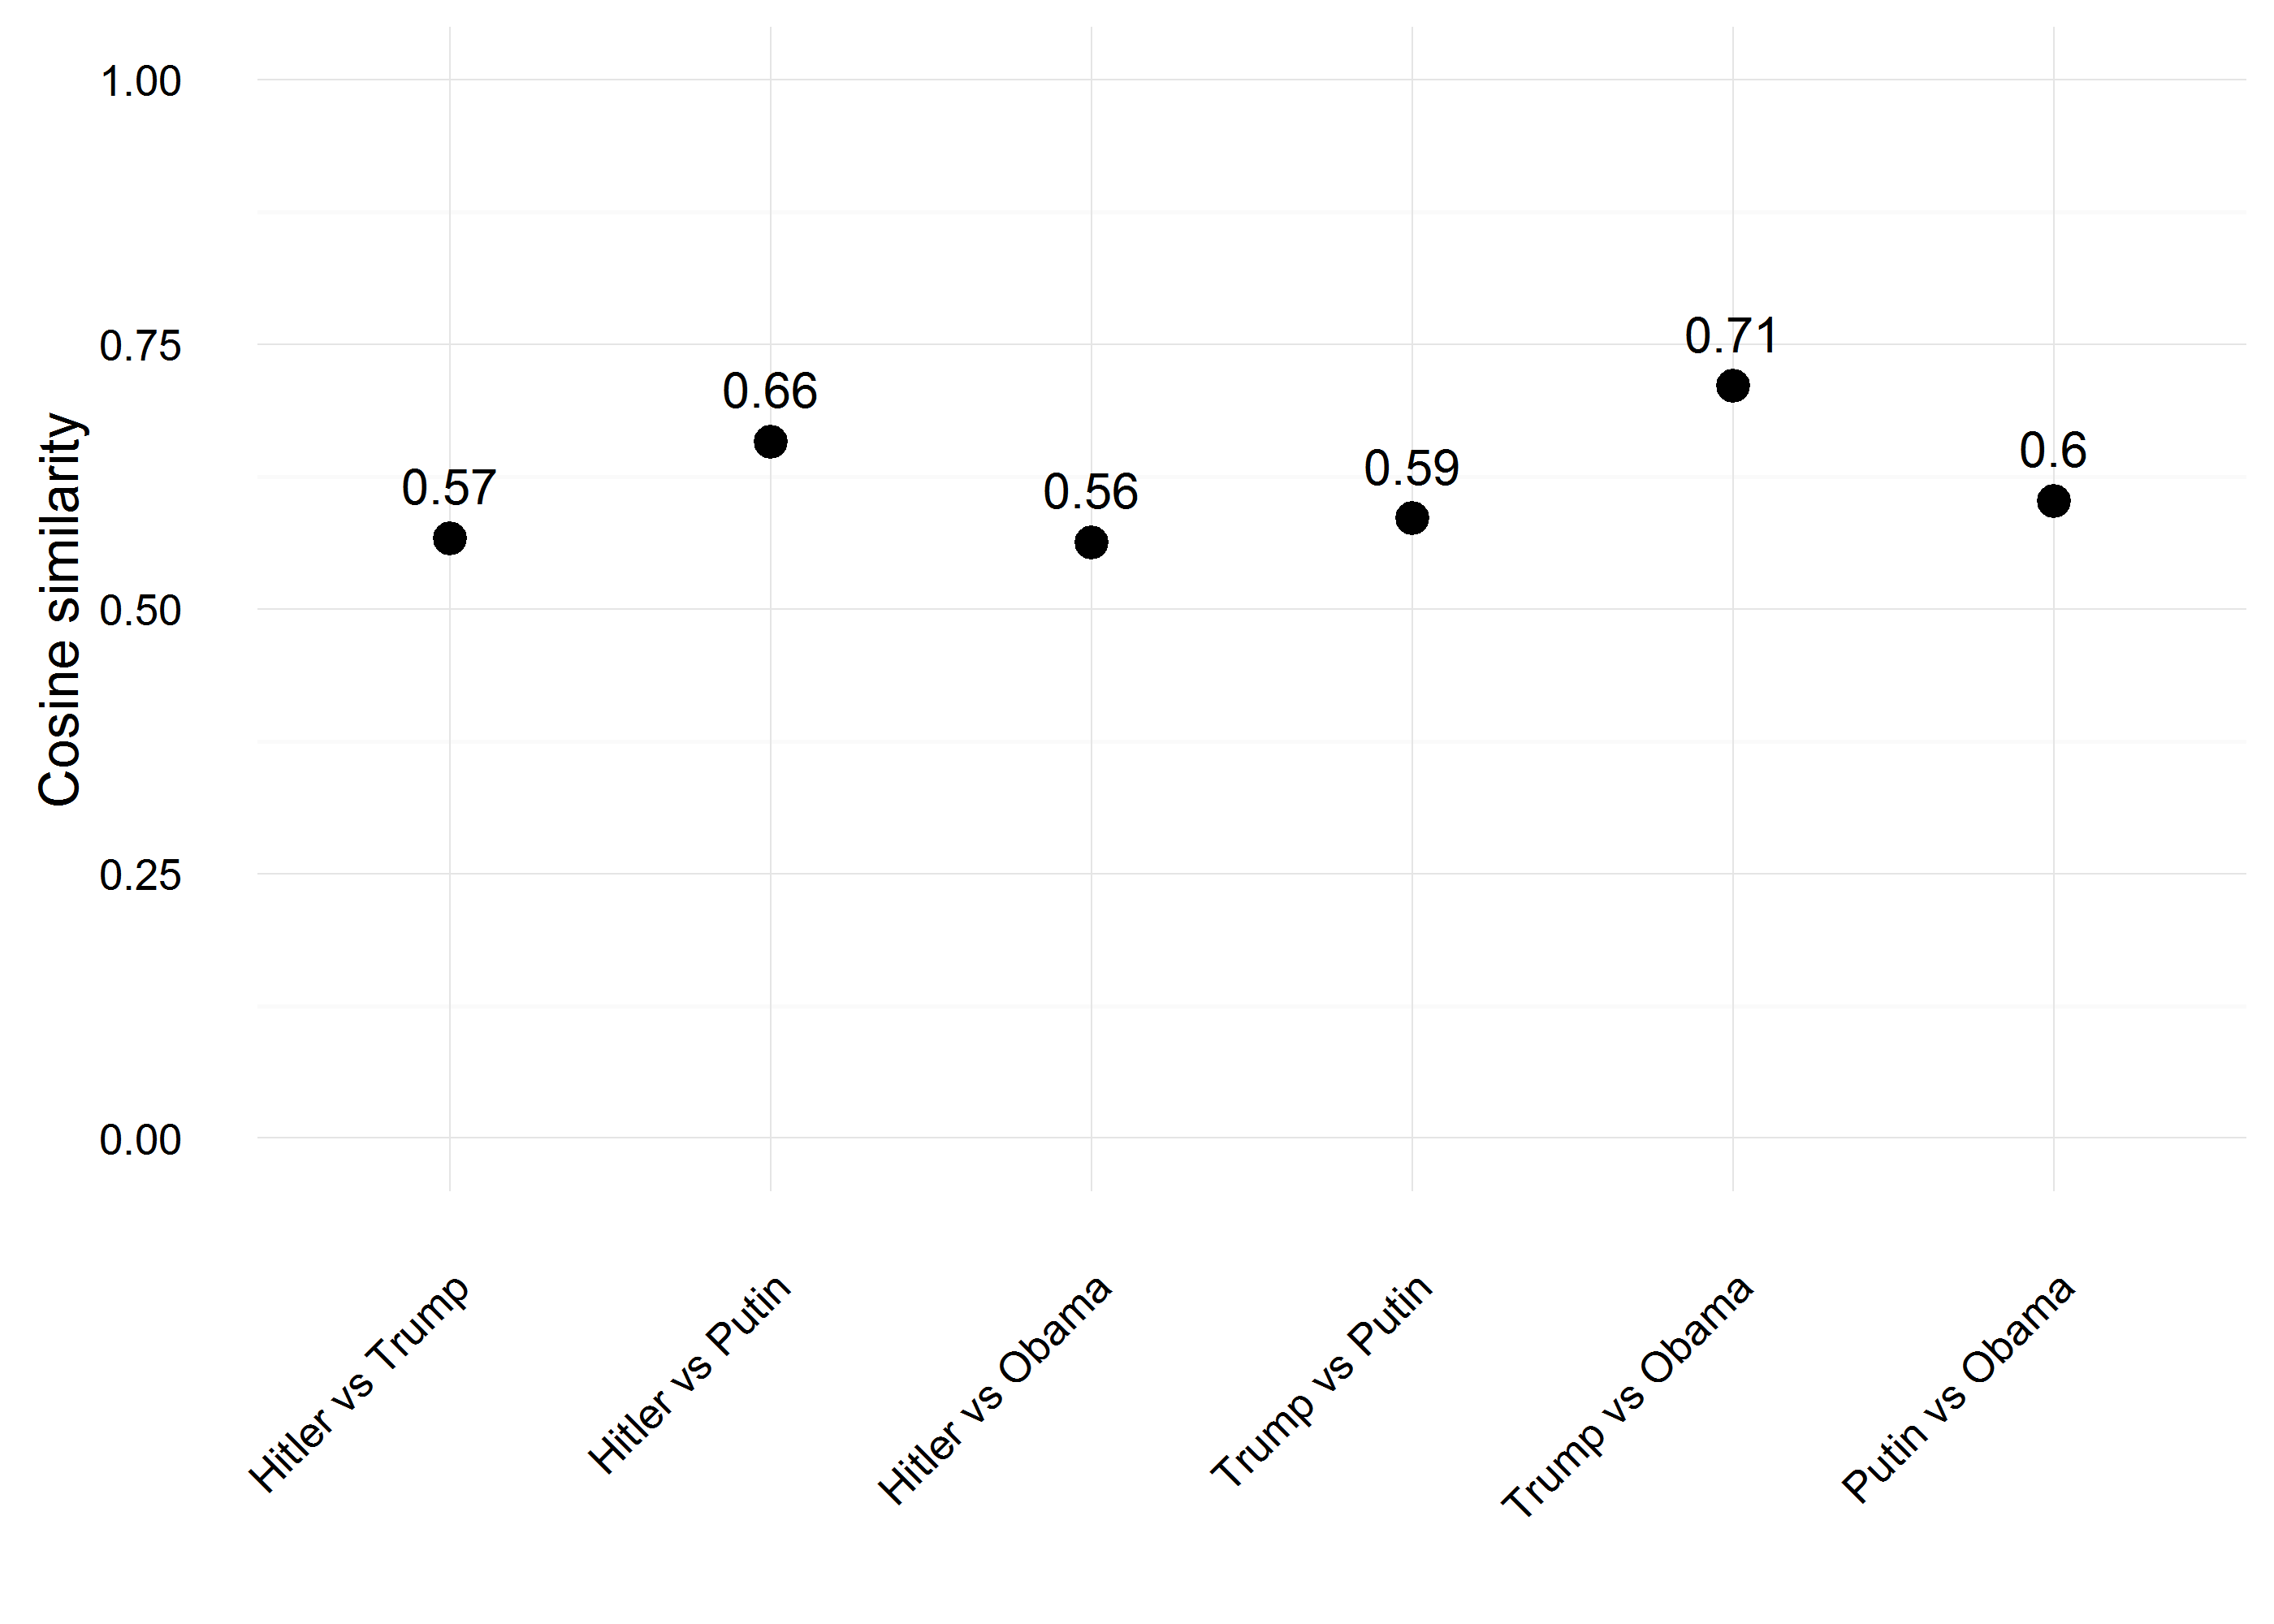 Cosine similarity
1.00
0.75
0.50
0.25
0.00
0.57
0.66
0.56
0.59
0.71
0.6
Hitler vs Trump
Hitler vs Putin
Hitler vs Obama
Trump vs Putin
Trump vs Obama
Putin vs Obama